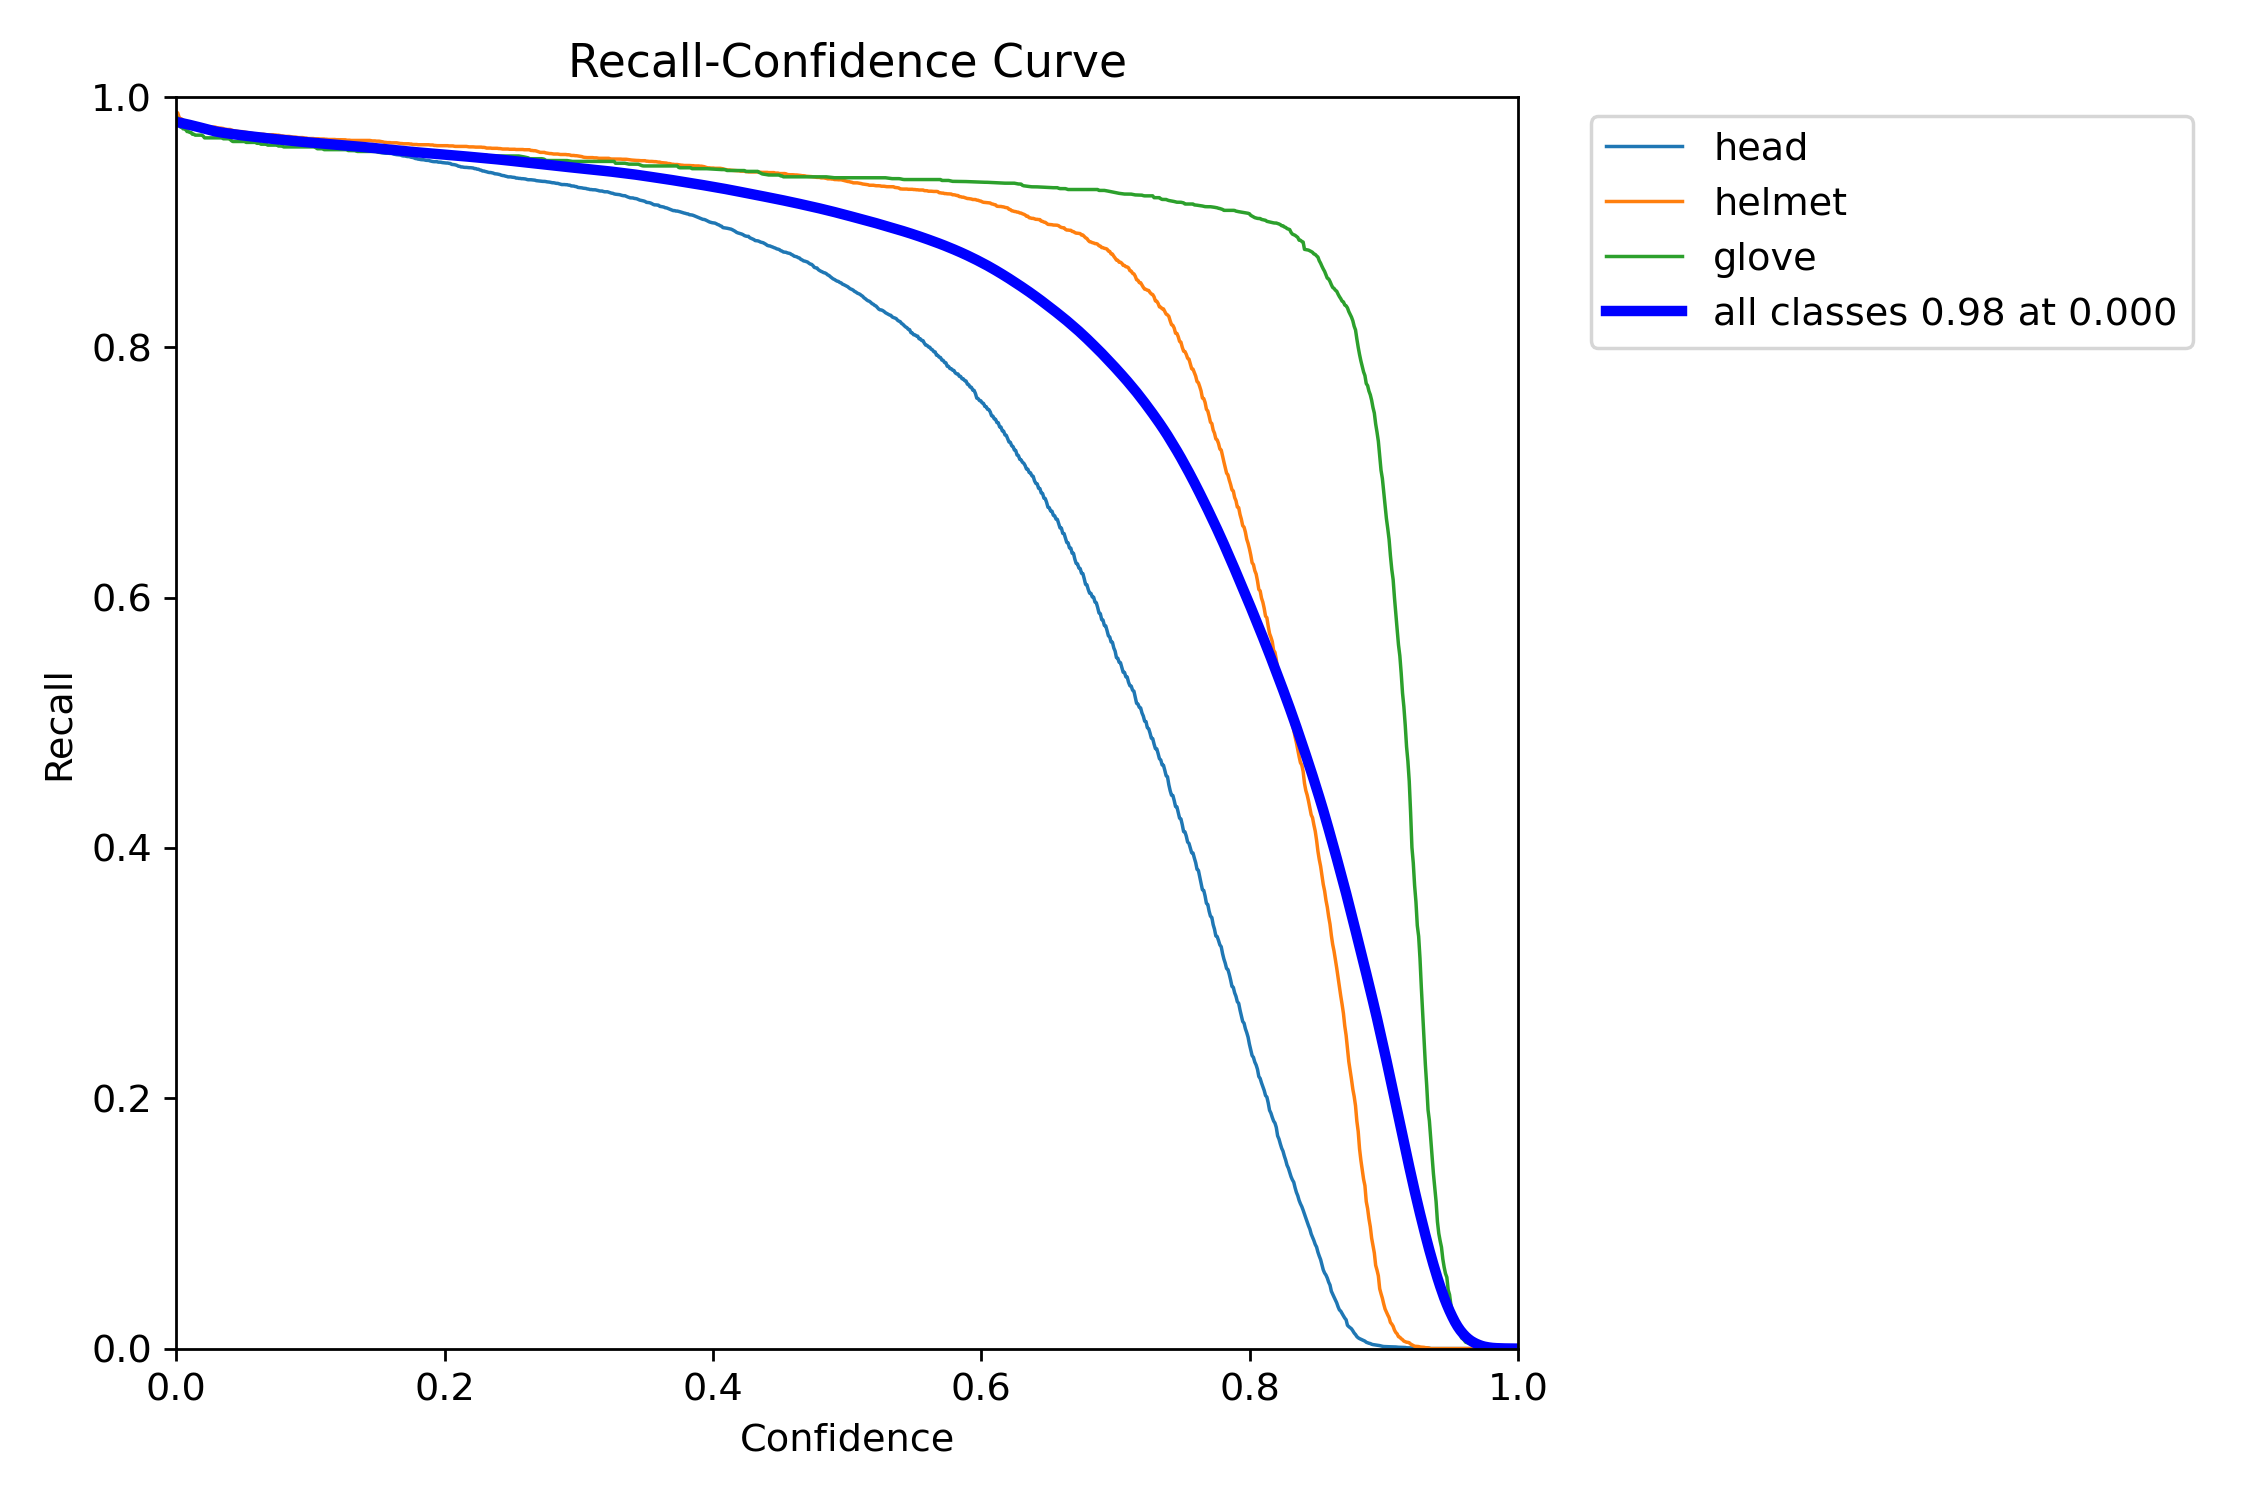 Recall-Confidence Curve
1.0
0.8
0.6
0.4
0.2
0.0
Recall
0.0 0.2 0.4 0.6 0.8 1.0
Confidence
head
helmet
glove
all classes 0.98 at 0.000